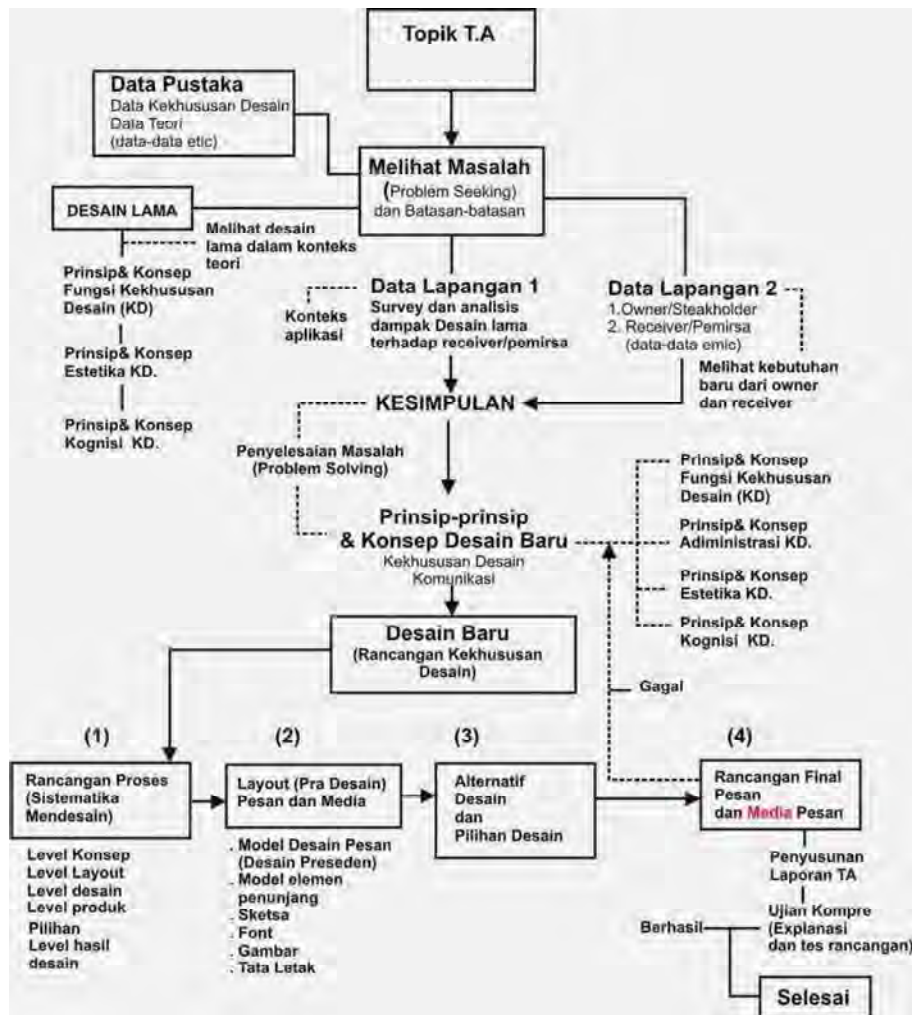 Topik T.A
Data Pustaka
Data Kekhususan Desain
Data Teori
(data-data etic)
Melihat Masalah
(Problem Seeking)
dan Batasan-batasan
DESAIN LAMA
Melihat desain
lama dalam konteks
teori
Prinsip& Konsep
Fungsi Kekhususan
Desain (KD)
Prinsip& Konsep
Estetika KD.
Prinsip& Konsep
Kognisi KD.
Konteks
aplikasi
Data Lapangan 1
Survey dan analisis
dampak Desain lama
terhadap receiver/pemirsa
Data Lapangan 2
1.Owner/Steakholder
2. Receiver/Pemirsa
(data-data emic)
Melihat kebutuhan
baru dari owner
dan receiver
KESIMPULAN
Penyelesaian Masalah
(Problem Solving)
Prinsip-prinsip
& Konsep Desain Baru
Kekhususan Desain
Komunikasi
Prinsip& Konsep
Fungsi Kekhususan
Desain (KD)
Prinsip& Konsep
Adiministrasi KD.
Prinsip& Konsep
Estetika KD.
Prinsip& Konsep
Kognisi KD.
Desain Baru
(Rancangan Kekhususan
Desain)
Gagal
(1)
Rancangan Proses
(Sistematika
Mendesain)
Level Konsep
Level Layout
Level desain
Level produk
Pilihan
Level hasil
desain
(2)
Layout (Pra Desain)
Pesan dan Media
. Model Desain Pesan
(Desain Preseden)
. Model elemen
penunjang
. Sketsa
. Font
. Gambar
. Tata Letak
(3)
Alternatif
Desain
dan
Pilihan Desain
(4)
Rancangan Final
Pesan
dan Media Pesan
Penyusunan
Laporan TA
Berhasil
Ujian Kompre
(Explanasi
dan tes rancangan)
Selesai